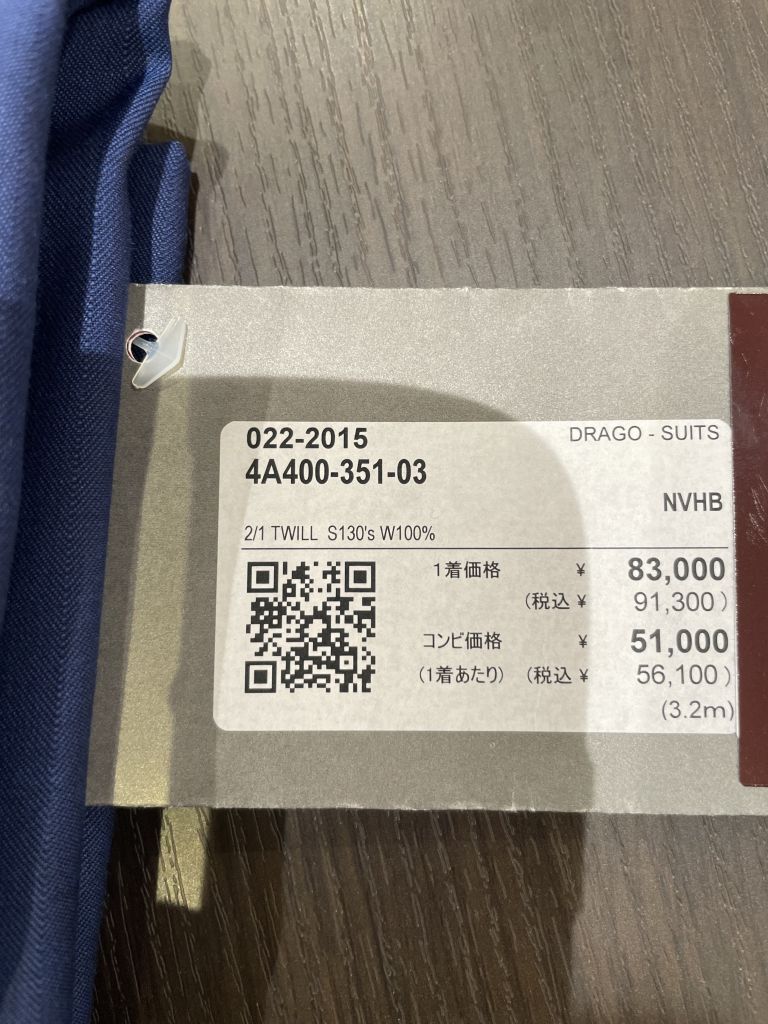 022-2015
DRAGO - SUITS
4A400-351-03
NVHB
2/1 TWILL S130's W100%
1着価格 ¥ 83,000
(税込 ¥ 91,300)
コンビ価格 ¥ 51,000
(1着あたり) (税込 ¥ 56,100)
(3.2m)